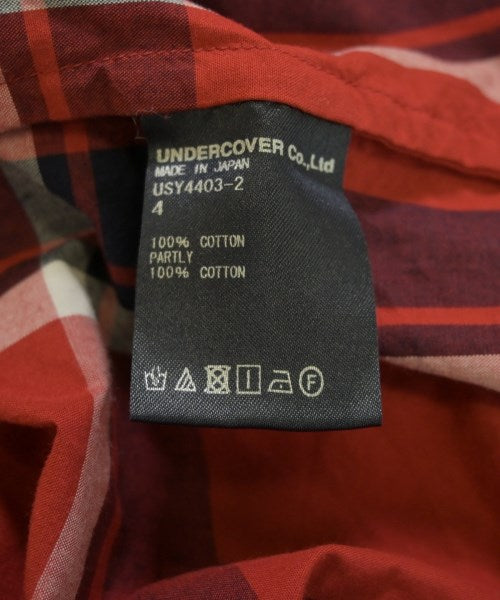 UNDERCOVER Co.,Ltd
MADE IN JAPAN
USY4403-2
4
100% COTTON
PARTLY
100% COTTON
F